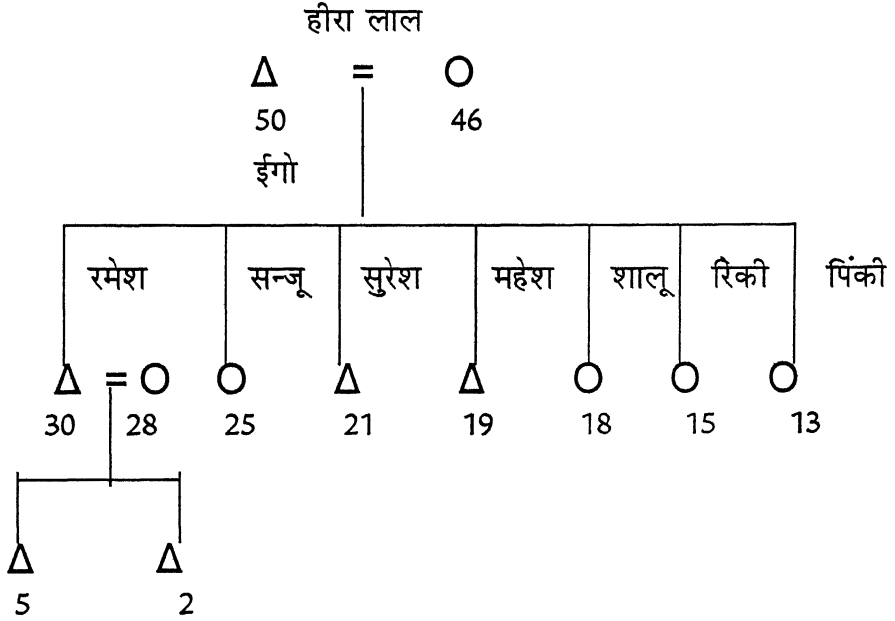 हीरा लाल
Δ = O
50 46
ईगो
रमेश सन्जू सुरेश महेश शालू रिंकी पिंकी
Δ = O O Δ Δ O O O
30 28 25 21 19 18 15 13
Δ Δ
5 2